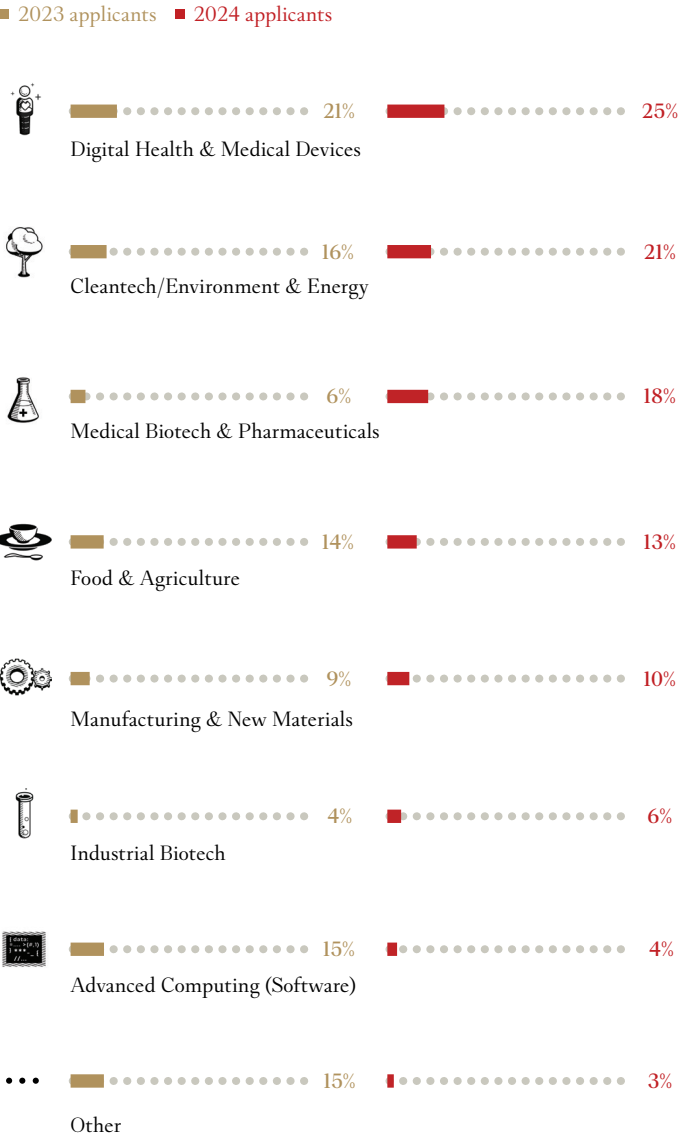 2023 applicants 2024 applicants
21% 25%
Digital Health & Medical Devices
16% 21%
Cleantech/Environment & Energy
6% 18%
Medical Biotech & Pharmaceuticals
14% 13%
Food & Agriculture
9% 10%
Manufacturing & New Materials
4% 6%
Industrial Biotech
15% 4%
Advanced Computing (Software)
15% 3%
Other